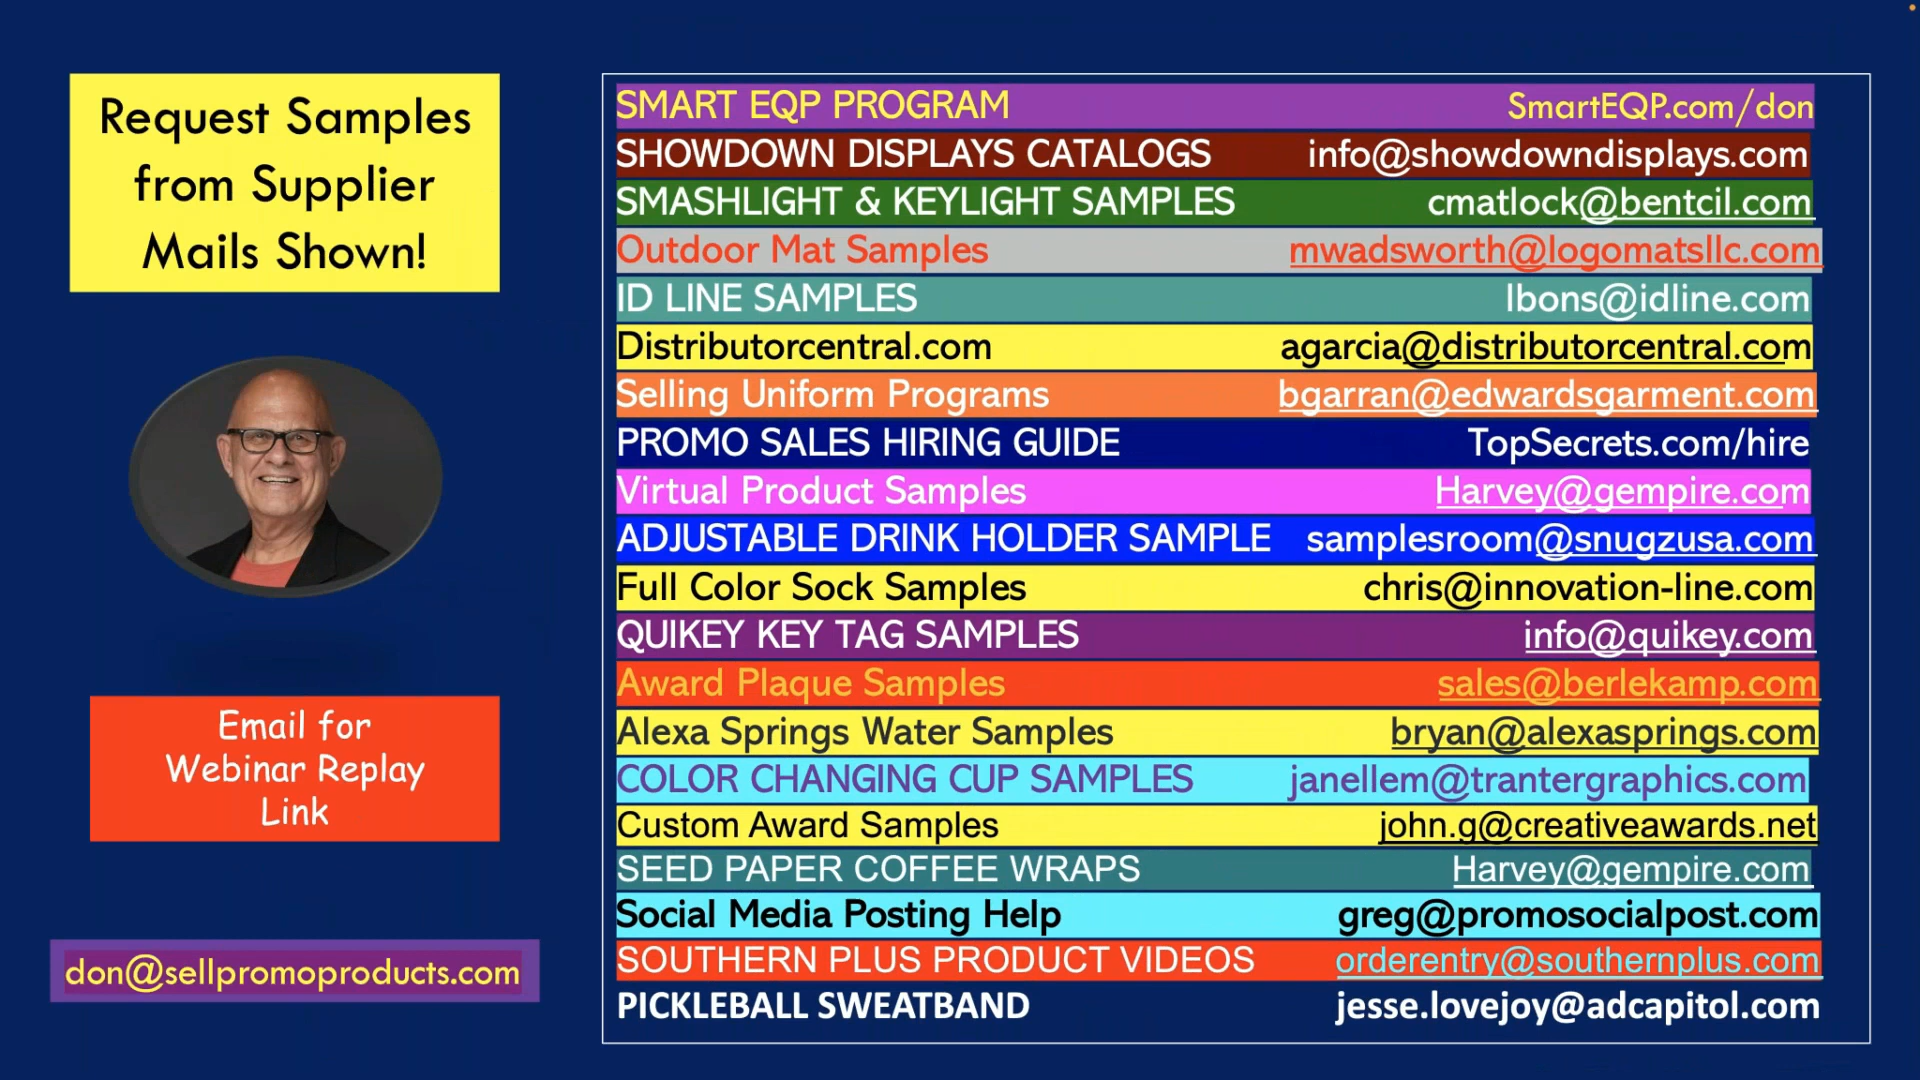 Request Samples
from Supplier
Mails Shown!
Email for
Webinar Replay
Link
don@sellpromoproducts.com
SMART EQP PROGRAM SmartEQP.com/don
SHOWDOWN DISPLAYS CATALOGS info@showdowndisplays.com
SMASHLIGHT & KEYLIGHT SAMPLES cmatlock@bentcil.com
Outdoor Mat Samples mwadsworth@logomatsllc.com
ID LINE SAMPLES lbons@idline.com
Distributorcentral.com agarcia@distributorcentral.com
Selling Uniform Programs bgarran@edwardsgarment.com
PROMO SALES HIRING GUIDE TopSecrets.com/hire
Virtual Product Samples Harvey@gempire.com
ADJUSTABLE DRINK HOLDER SAMPLE samplesroom@snugzusa.com
Full Color Sock Samples chris@innovation-line.com
QUIKEY KEY TAG SAMPLES info@quikey.com
Award Plaque Samples sales@berlekamp.com
Alexa Springs Water Samples bryan@alexasprings.com
COLOR CHANGING CUP SAMPLES janellem@trantergraphics.com
Custom Award Samples john.g@creativeawards.net
SEED PAPER COFFEE WRAPS Harvey@gempire.com
Social Media Posting Help greg@promosocialpost.com
SOUTHERN PLUS PRODUCT VIDEOS orderentry@southernplus.com
PICKLEBALL SWEATBAND jesse.lovejoy@adcapitol.com